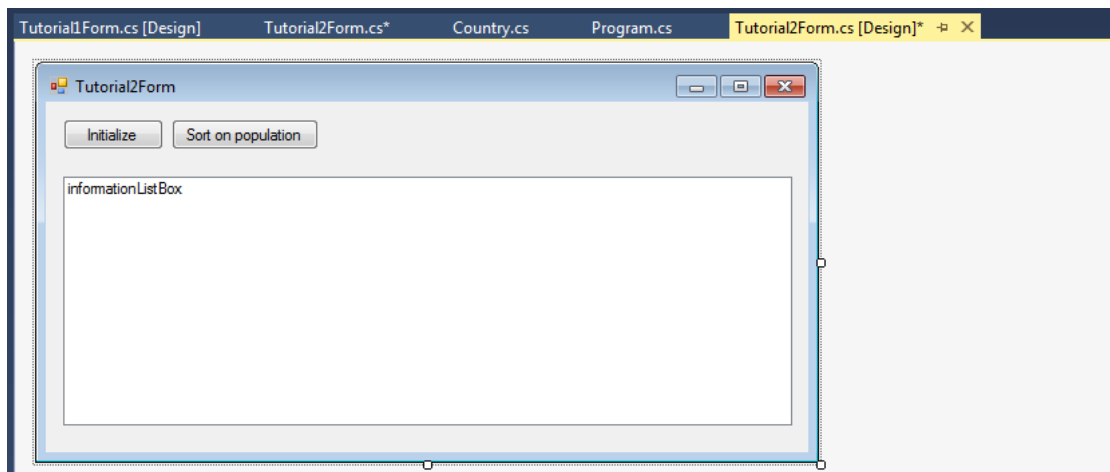 Tutorial1Form.cs [Design] Tutorial2Form.cs* Country.cs Program.cs Tutorial2Form.cs [Design]*
Tutorial2Form
Initialize Sort on population
informationListBox